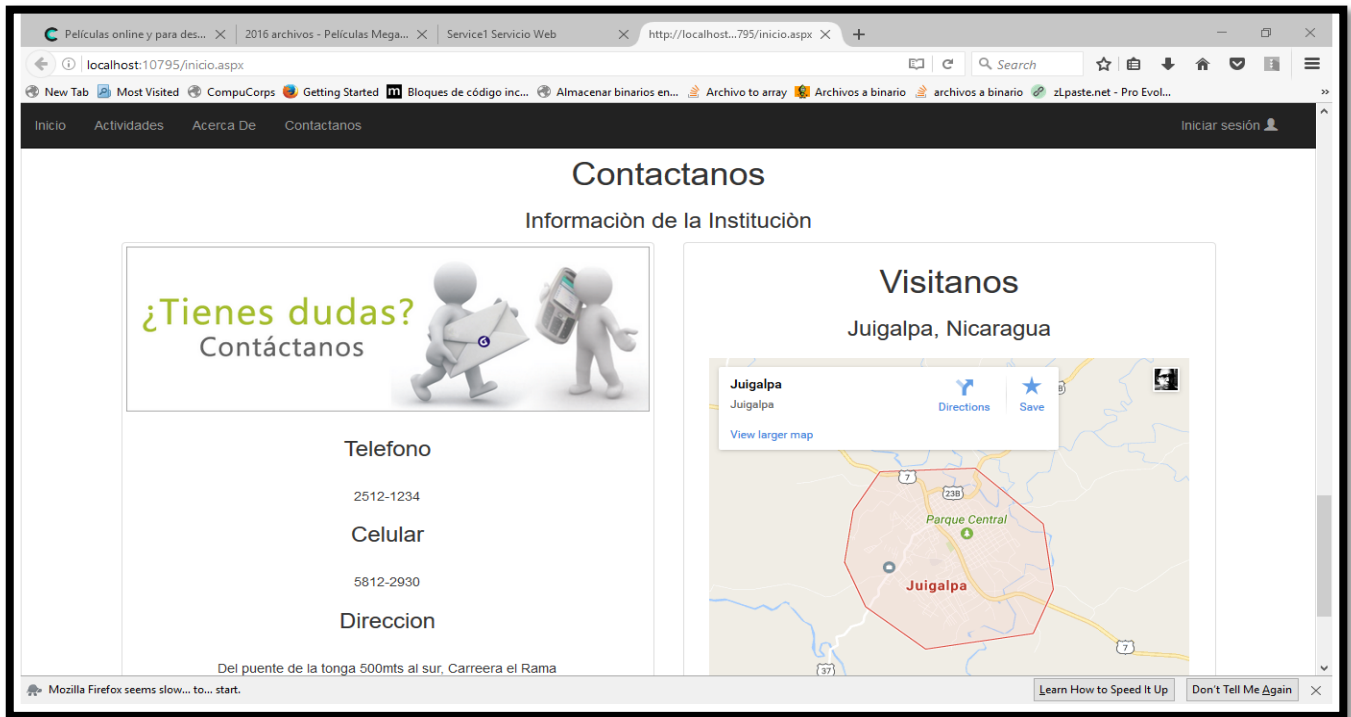 Películas online y para des...
2016 archivos - Películas Mega...
Service1 Servicio Web
http://localhost...795/inicio.aspx
localhost:10795/inicio.aspx
Search
New Tab
Most Visited
CompuCorps
Getting Started
Bloques de código inc...
Almacenar binarios en...
Archivo to array
Archivos a binario
archivos a binario
zLpaste.net - Pro Evol...
Inicio
Actividades
Acerca De
Contactanos
Iniciar sesión
Contactanos
Informaciòn de la Instituciòn
¿Tienes dudas?
Contáctanos
Telefono
2512-1234
Celular
5812-2930
Direccion
Del puente de la tonga 500mts al sur, Carreera el Rama
Visitanos
Juigalpa, Nicaragua
Juigalpa
Juigalpa
View larger map
Directions
Save
7
23B
Parque Central
Juigalpa
7
37
Mozilla Firefox seems slow... to... start.
Learn How to Speed It Up
Don't Tell Me Again